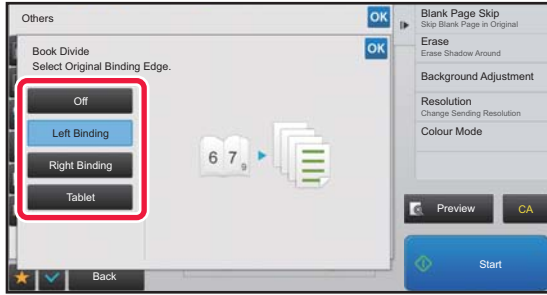 Others
OK
Book Divide
OK
Select Original Binding Edge.
Off
Left Binding
Right Binding
Tablet
6 7 9
Back
Blank Page Skip
Skip Blank Page in Original
Erase
Erase Shadow Around
Background Adjustment
Resolution
Change Sending Resolution
Colour Mode
Preview
CA
Start